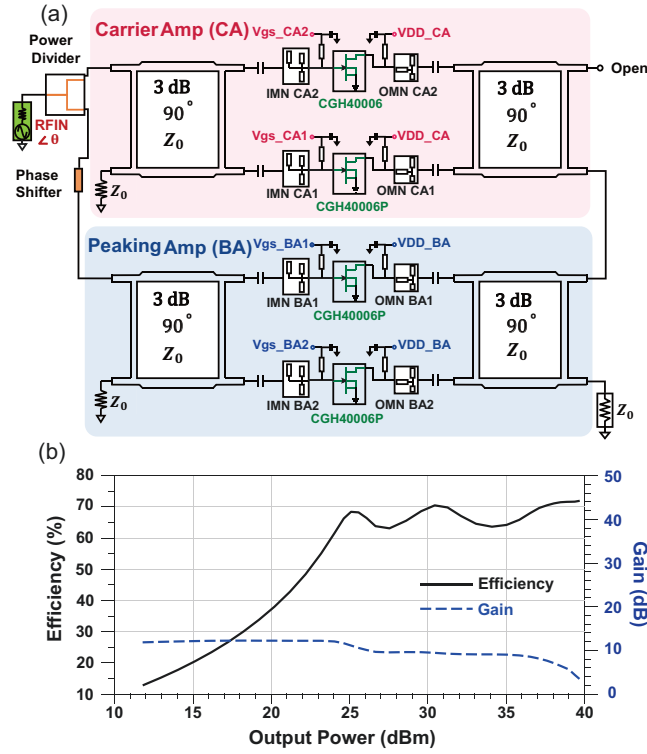 (a)
Carrier Amp (CA)
Power
Divider
RFIN
∠θ
Phase
Shifter
3 dB
90°
Z0
Z0
Vgs_CA2
VDD_CA
IMN CA2
CGH40006
OMN CA2
Vgs_CA1
VDD_CA
IMN CA1
CGH40006P
OMN CA1
3 dB
90°
Z0
Open
Peaking Amp (BA)
3 dB
90°
Z0
Z0
Vgs_BA1
VDD_BA
IMN BA1
CGH40006P
OMN BA1
Vgs_BA2
VDD_BA
IMN BA2
CGH40006P
OMN BA2
3 dB
90°
Z0
Z0
(b)
Efficiency (%)
80
70
60
50
40
30
20
10
50
40
30
20
10
0
Gain (dB)
Efficiency
Gain
10 15 20 25 30 35 40
Output Power (dBm)